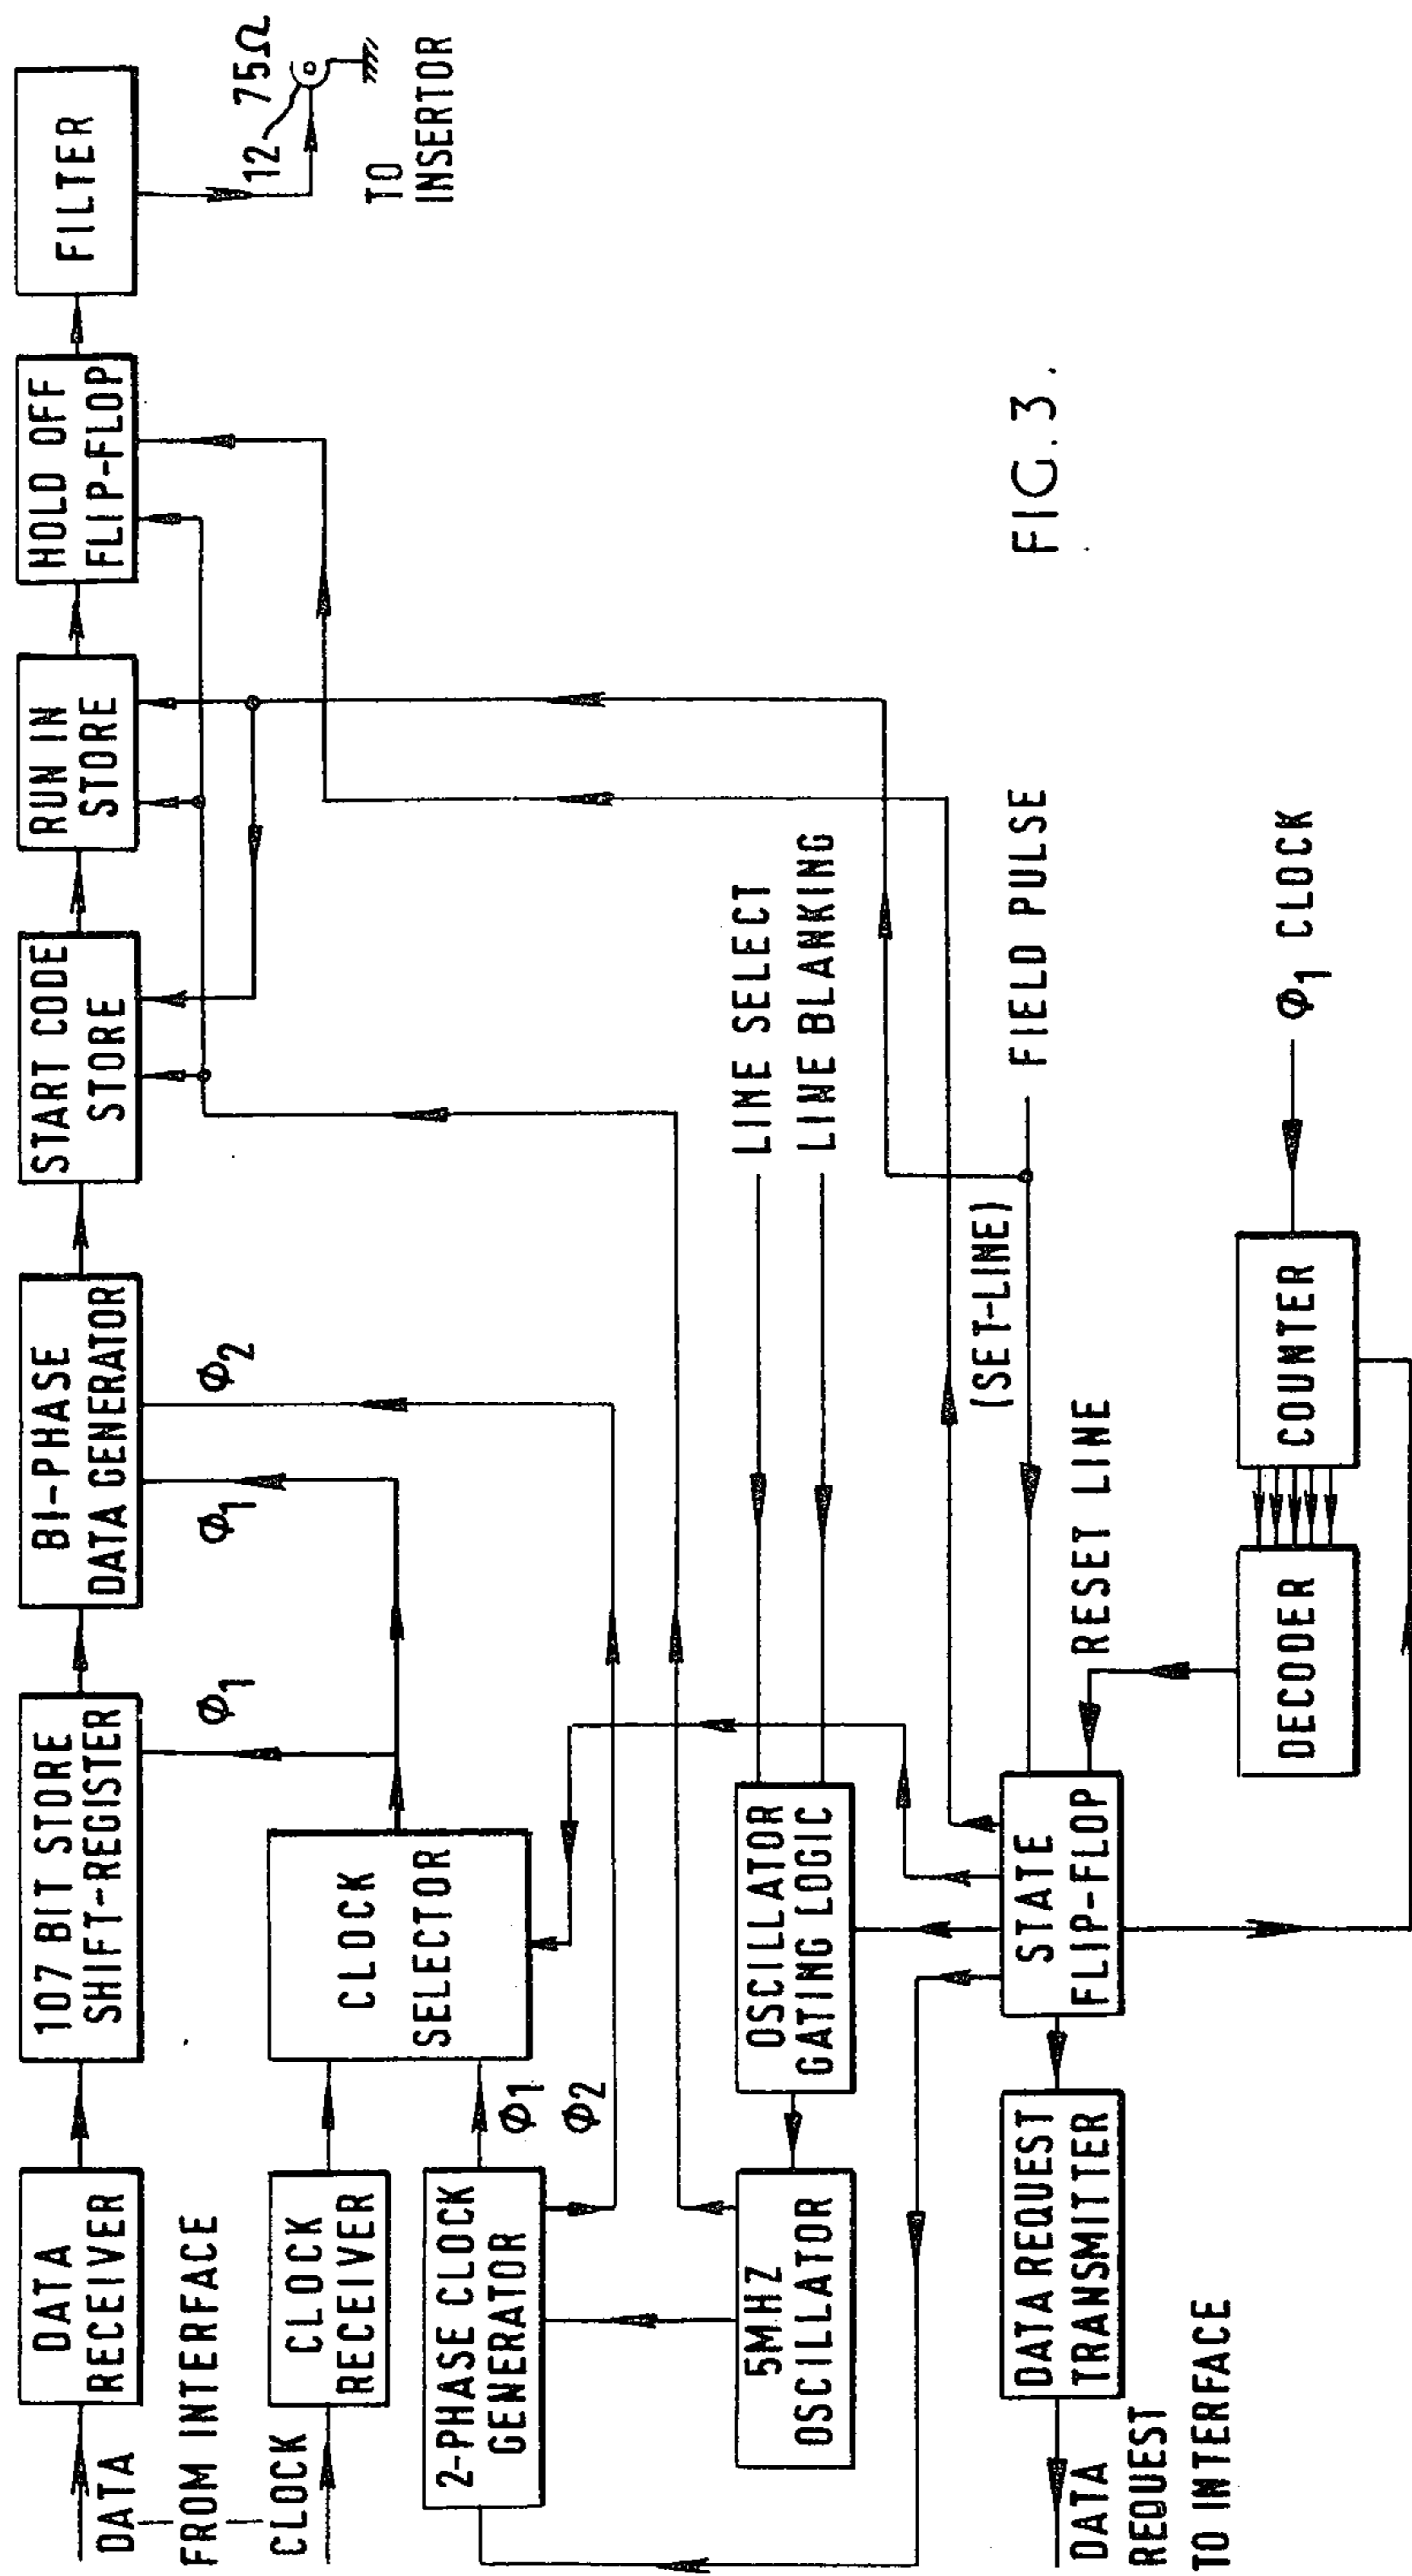 DATA
RECEIVER
107 BIT STORE
SHIFT-REGISTER
BI-PHASE
DATA GENERATOR
START CODE
STORE
RUN IN
STORE
HOLD OFF
FLIP-FLOP
FILTER
DATA
FROM INTERFACE
CLOCK
Φ1
Φ1
Φ2
12
75Ω
TO
INSERTOR
CLOCK
RECEIVER
CLOCK
SELECTOR
2-PHASE CLOCK
GENERATOR
Φ1
Φ2
5MHZ
OSCILLATOR
OSCILLATOR
GATING LOGIC
LINE SELECT
LINE BLANKING
(SET-LINE)
FIELD PULSE
FIG. 3.
DATA REQUEST
TRANSMITTER
STATE
FLIP-FLOP
RESET LINE
DATA
REQUEST
TO INTERFACE
DECODER
COUNTER
Φ1 CLOCK